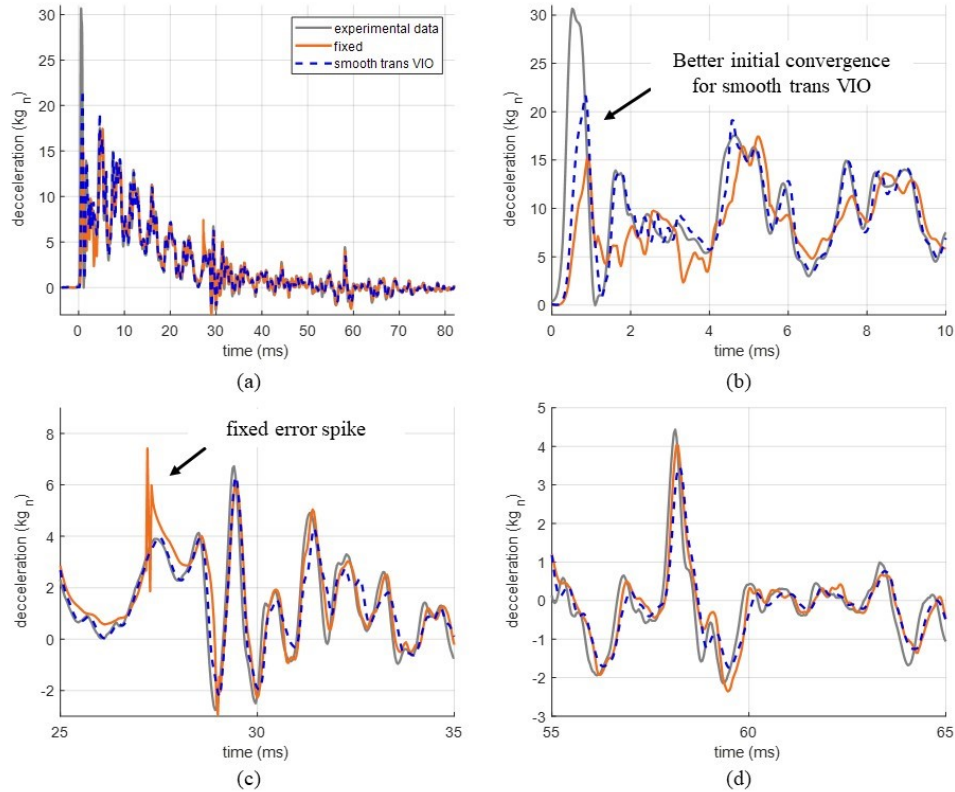 experimental data
fixed
smooth trans VIO
30
25
20
15
10
5
0
decceleration (kg n)
0 10 20 30 40 50 60 70 80
time (ms)
(a)
Better initial convergence
for smooth trans VIO
30
25
20
15
10
5
0
decceleration (kg n)
0 2 4 6 8 10
time (ms)
(b)
fixed error spike
8
6
4
2
0
-2
decceleration (kg n)
25 30 35
time (ms)
(c)
5
4
3
2
1
0
-1
-2
-3
decceleration (kg n)
55 60 65
time (ms)
(d)